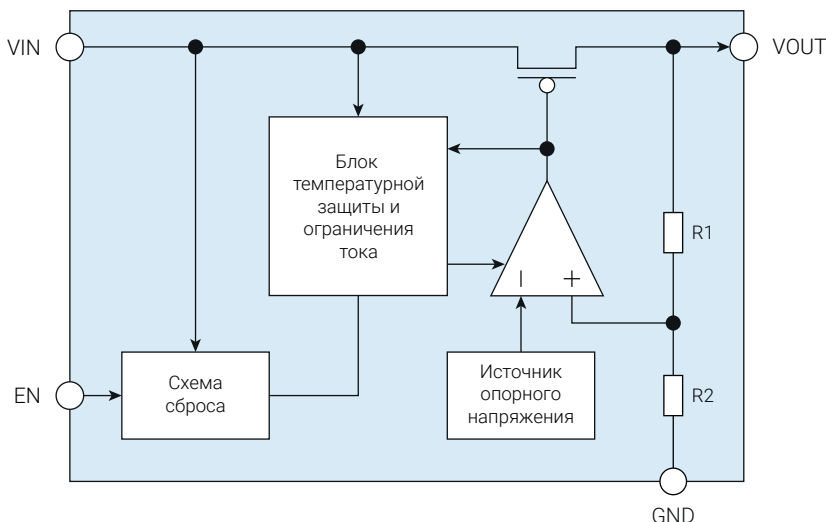 VIN
VOUT
Блок
температурной
защиты и
ограничения
тока
R1
Схема
сброса
Источник
опорного
напряжения
EN
R2
GND